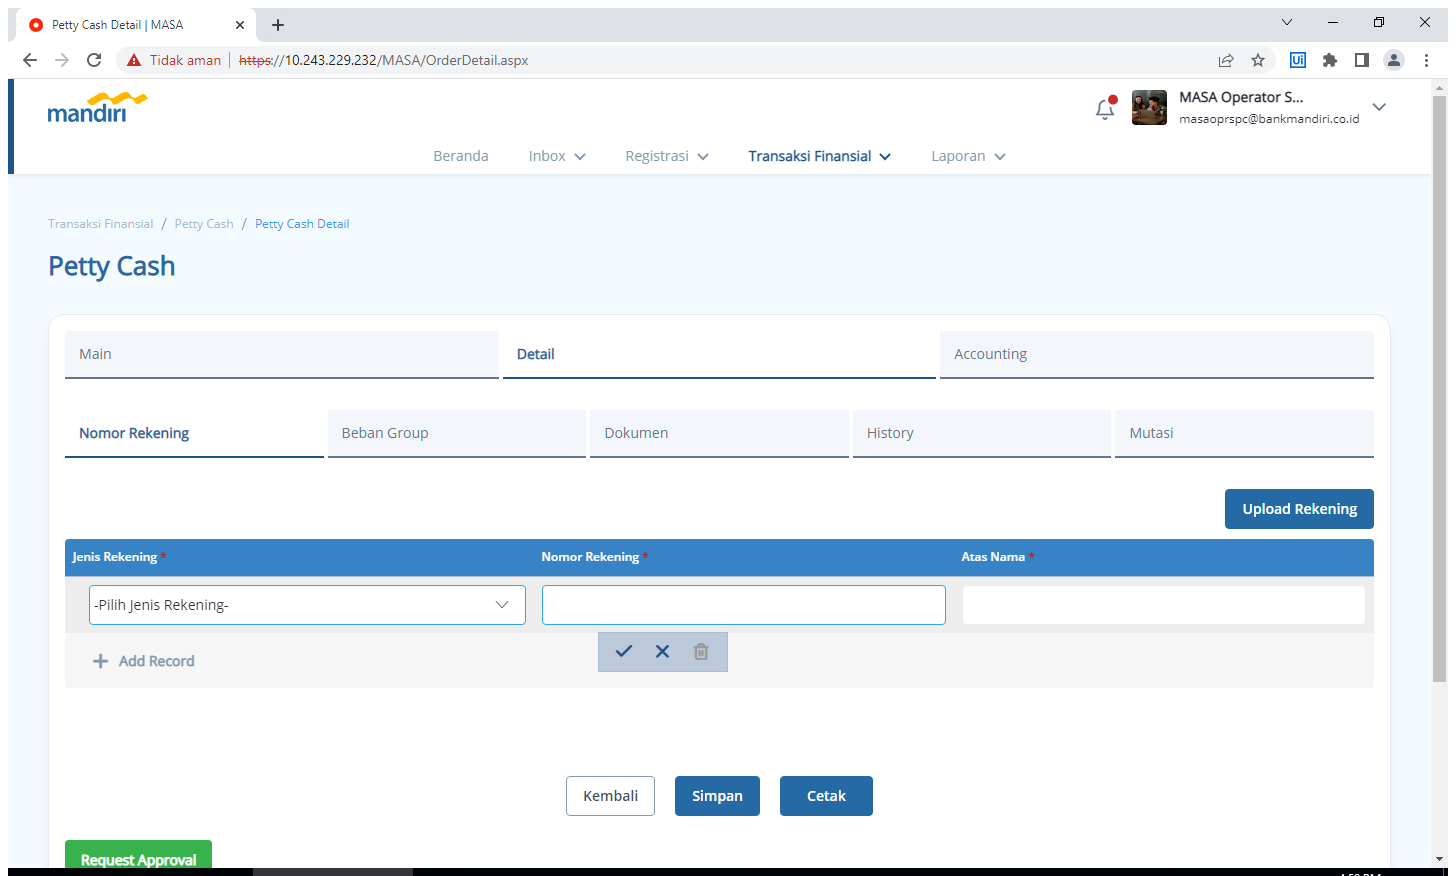 Petty Cash Detail | MASA
Tidak aman
https://10.243.229.232/MASA/OrderDetail.aspx
Ui
mandiri
MASA Operator S...
masaoprspc@bankmandiri.co.id
Beranda
Inbox
Registrasi
Transaksi Finansial
Laporan
Transaksi Finansial / Petty Cash / Petty Cash Detail
Petty Cash
Main
Detail
Accounting
Nomor Rekening
Beban Group
Dokumen
History
Mutasi
Upload Rekening
Jenis Rekening *
Nomor Rekening *
Atas Nama *
-Pilih Jenis Rekening-
Add Record
Kembali
Simpan
Cetak
Request Approval